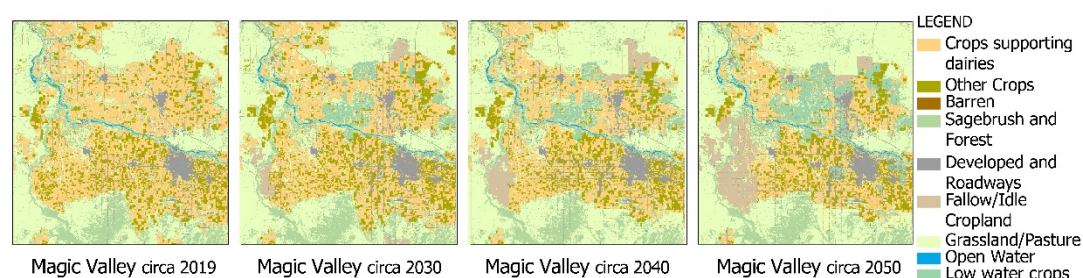 LEGEND
Crops supporting
dairies
Other Crops
Barren
Sagebrush and
Forest
Developed and
Roadways
Fallow/Idle
Cropland
Grassland/Pasture
Open Water
Low water crops
Magic Valley circa 2019
Magic Valley circa 2030
Magic Valley circa 2040
Magic Valley circa 2050